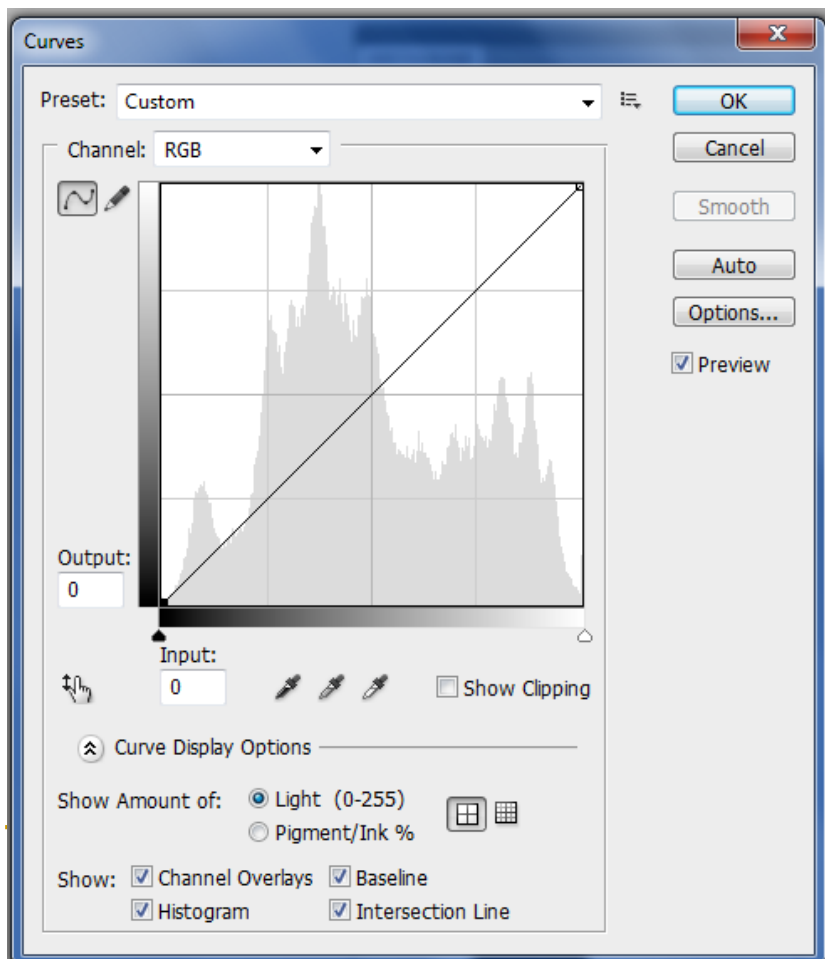 Curves
Preset: Custom
OK
Channel: RGB
Cancel
Smooth
Auto
Options...
Preview
Output:
0
Input:
0
Show Clipping
Curve Display Options
Show Amount of: Light (0-255)
Pigment/Ink %
Show: Channel Overlays Baseline
Histogram Intersection Line